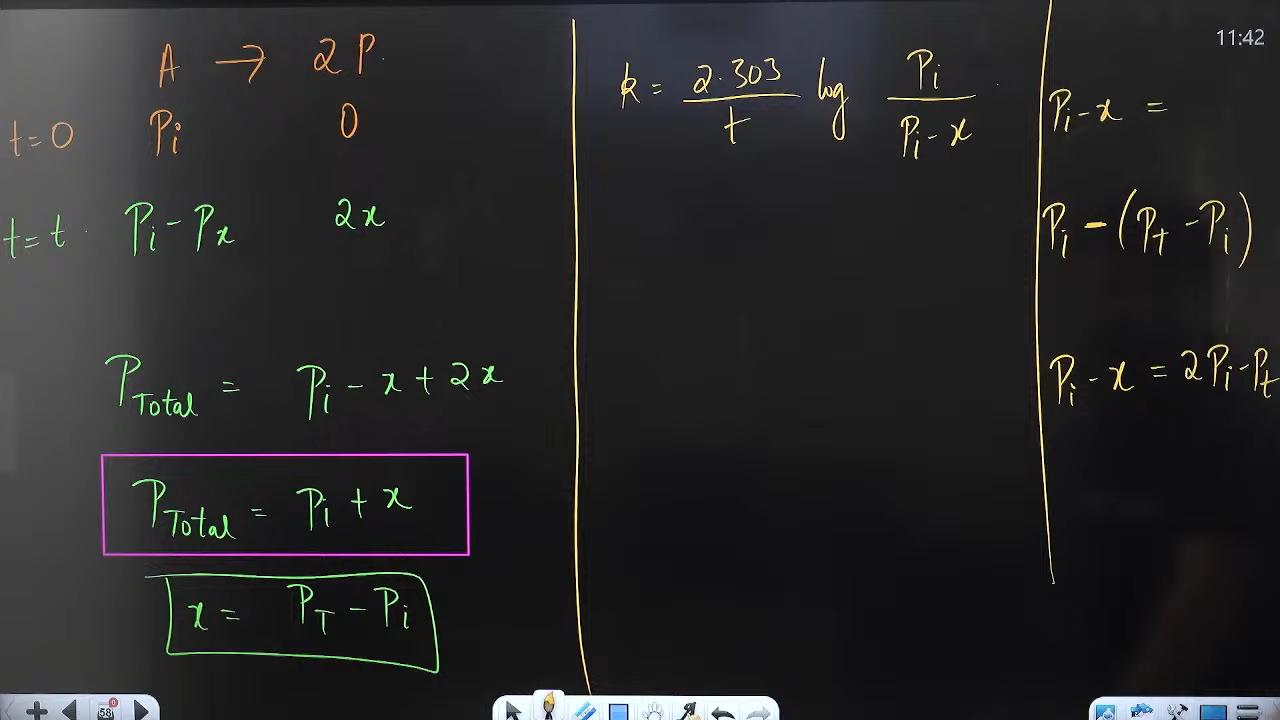 A → 2P.
t=0 Pi 0
t=t Pi - Px 2x
PTotal = Pi - x + 2x
PTotal = Pi + x
x = PT - Pi
k = 2.303/t log Pi/Pi-x
11:42
Pi-x =
Pi-(Pt-Pi)
Pi-x = 2Pi-Pt
58